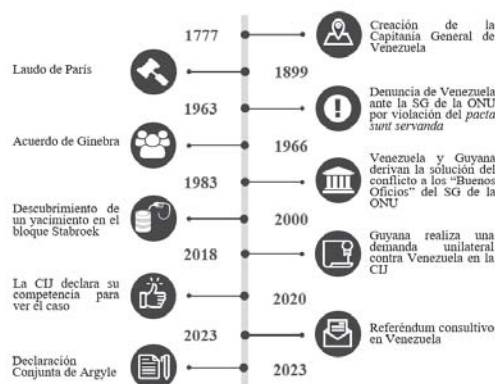 1777
Creación de la
Capitanía General de
Venezuela
Laudo de París
1899
1963
Denuncia de Venezuela
ante la SG de la ONU
por violación del pacta
sunt servanda
Acuerdo de Ginebra
1966
1983
Venezuela y Guyana
derivan la solución del
conflicto a los “Buenos
Oficios” del SG de la
ONU
Descubrimiento de
un yacimiento en el
bloque Stabroek
2000
2018
Guyana realiza una
demanda unilateral
contra Venezuela en la
CIJ
La CIJ declara su
competencia para
ver el caso
2020
2023
Referéndum consultivo
en Venezuela
Declaración
Conjunta de Argyle
2023